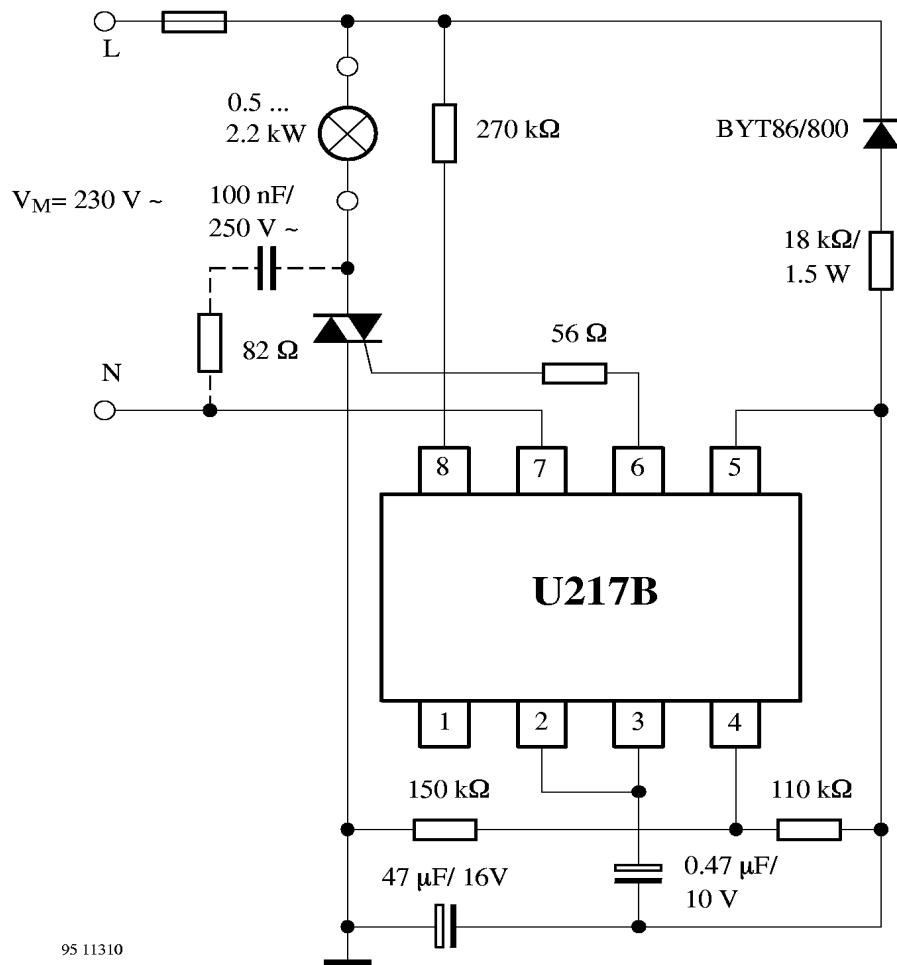 L
0.5 ...
2.2 kW
270 kΩ
BYT86/800
V_M= 230 V ~
100 nF/
250 V ~
18 kΩ/
1.5 W
82 Ω
56 Ω
N
8
7
6
5
U217B
1
2
3
4
150 kΩ
110 kΩ
47 μF/ 16V
0.47 μF/
10 V
95 11310